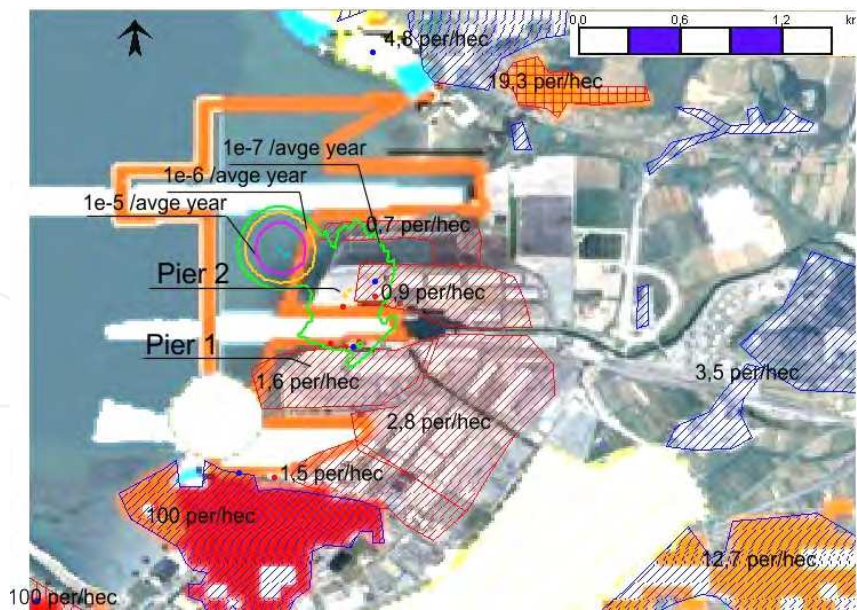 0,0 0,6 1,2 km
4,8 per/hec
19,3 per/hec
1e-7 /avge year
1e-6 /avge year
1e-5 /avge year
0,7 per/hec
Pier 2
0,9 per/hec
Pier 1
1,6 per/hec
3,5 per/hec
2,8 per/hec
1,5 per/hec
100 per/hec
12,7 per/hec
100 per/hec